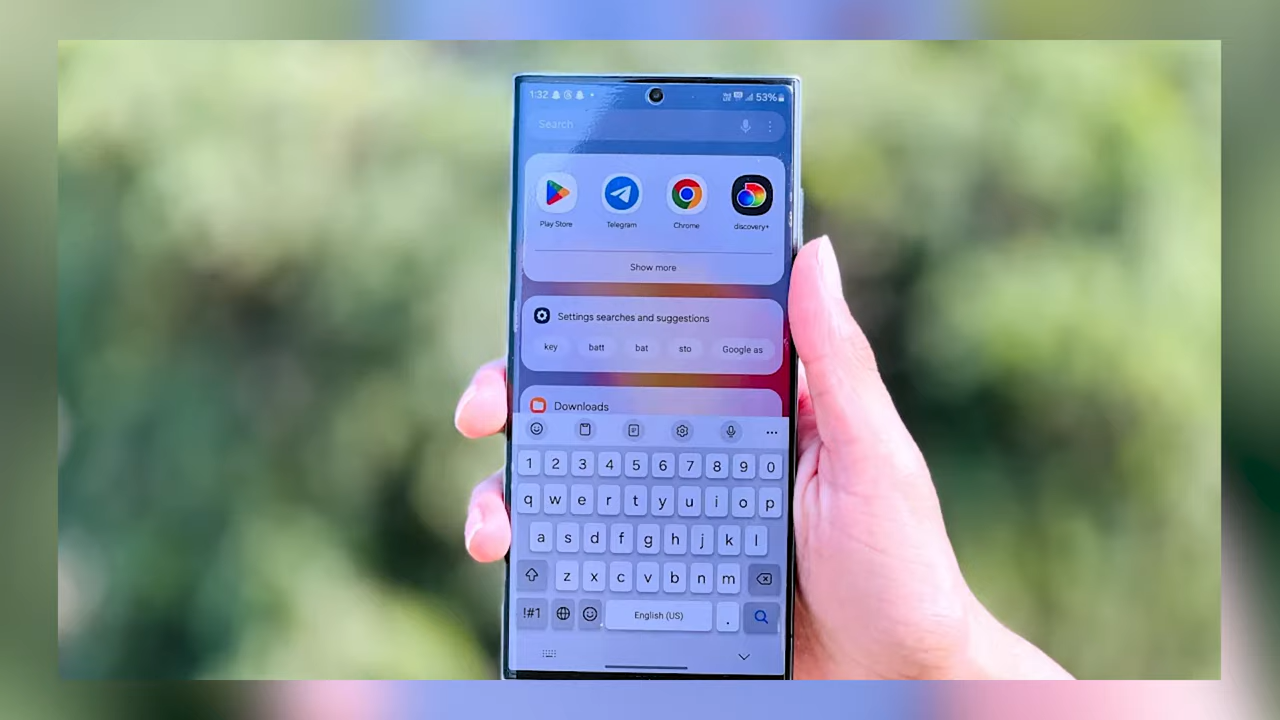 1:32 53%
Search
Play Store Telegram Chrome discovery+
Show more
Settings searches and suggestions
key batt bat sto Google as
Downloads
1 2 3 4 5 6 7 8 9 0
q w e r t y u i o p
a s d f g h j k l
z x c v b n m
!#1 English (US) .